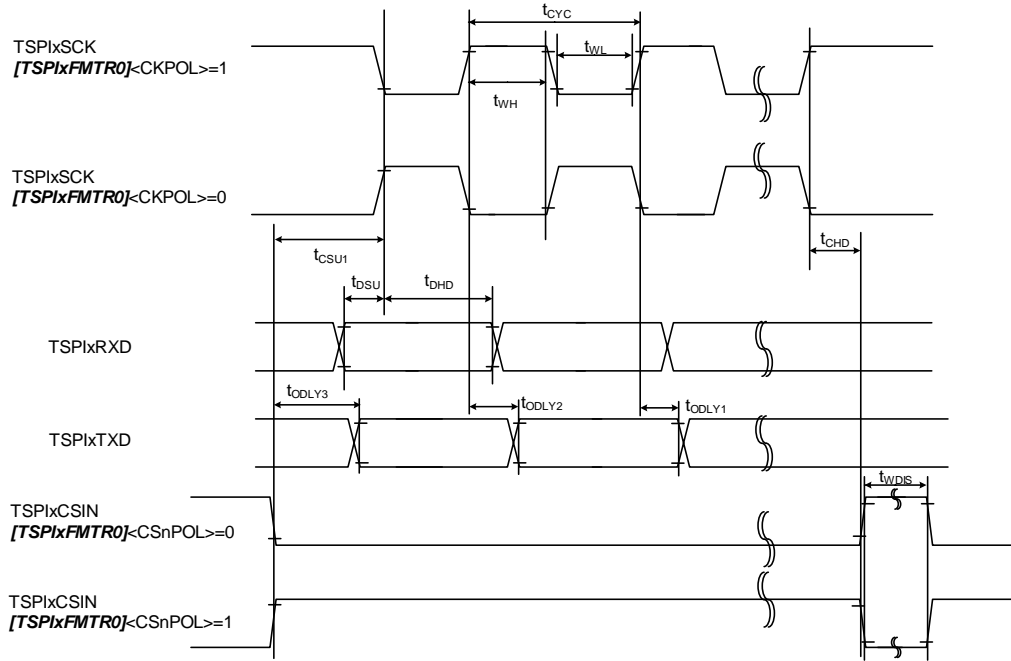 tCYC
TSPIxSCK
[TSPIxFMTR0]<CKPOL>=1
tWL
tWH
TSPIxSCK
[TSPIxFMTR0]<CKPOL>=0
tCSU1
tCHD
tDSU
tDHD
TSPIxRXD
tODLY3
tODLY2
tODLY1
TSPIxTXD
tWDIS
TSPIxCSIN
[TSPIxFMTR0]<CSnPOL>=0
TSPIxCSIN
[TSPIxFMTR0]<CSnPOL>=1